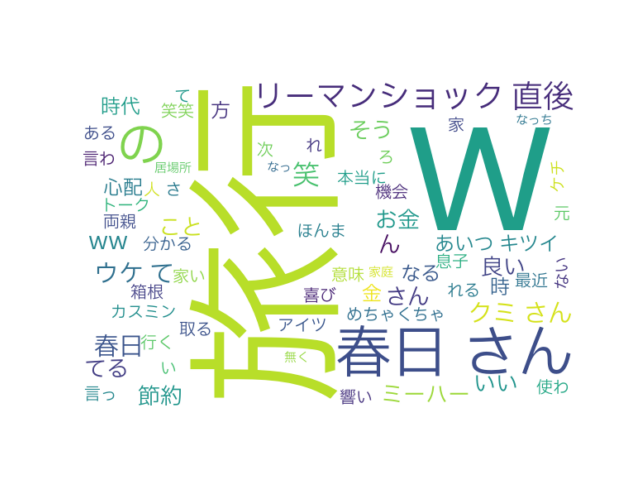 リーマンショック 直後
時代
て
笑笑
方
なっち
ある
の
次
れ
そう
家
W
言わ
居場所
なっ
笑
本当に
ろ
ケチ
心配
人
さ
機会
トーク
旅行
両親
こと
お金
元
ww
分かる
ほんま
ん
あいつ キツイ
ウケ て
家い
意味
家庭
なる
良い
息子
時
最近
ない
箱根
喜び
金
さん
れる
カスミン
取る
アイツ
めちゃくちゃ
クミ さん
春日
行く
春日 さん
てる
い
無く
言っ
節約
響い
ミーハー
いい
使わ